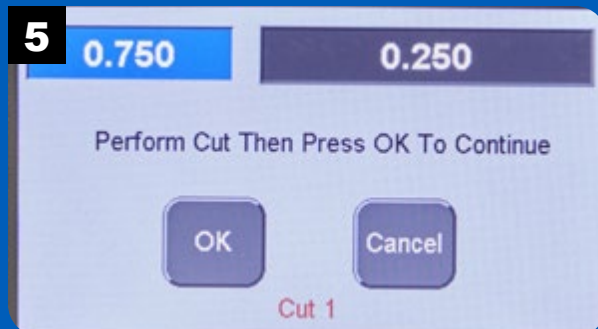 5
0.750 0.250
Perform Cut Then Press OK To Continue
OK Cancel
Cut 1